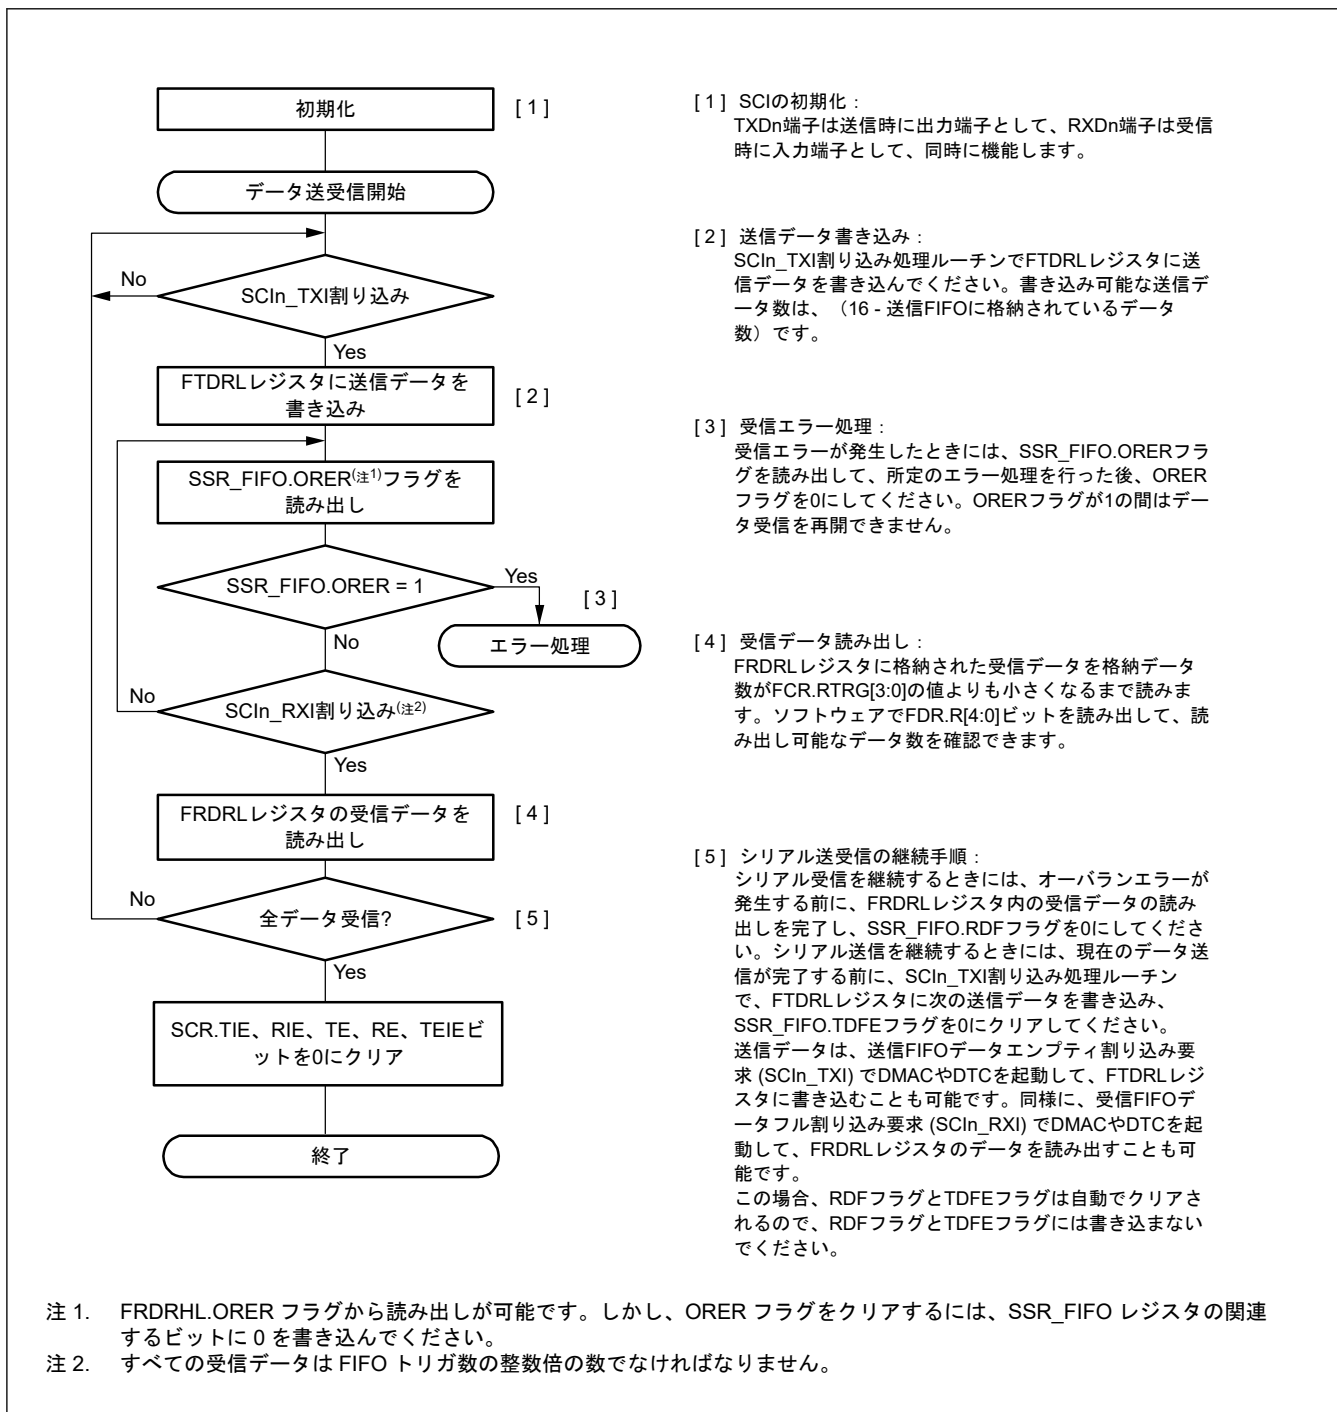 初期化
[ 1 ]
データ送受信開始
No
SCIn_TXI割り込み
Yes
FTDRLレジスタに送信データを
書き込み
[ 2 ]
SSR_FIFO.ORER(注1)フラグを
読み出し
SSR_FIFO.ORER = 1
Yes
[ 3 ]
エラー処理
No
No
SCIn_RXI割り込み(注2)
Yes
FRDRLレジスタの受信データを
読み出し
[ 4 ]
No
全データ受信?
[ 5 ]
Yes
SCR.TIE、RIE、TE、RE、TEIEビ
ットを0にクリア
終了
[ 1 ] SCIの初期化：
TXDn端子は送信時に出力端子として、RXDn端子は受信
時に入力端子として、同時に機能します。
[ 2 ] 送信データ書き込み：
SCIn_TXI割り込み処理ルーチンでFTDRLレジスタに送
信データを書き込んでください。書き込み可能な送信デ
ータ数は、（16 - 送信FIFOに格納されているデータ
数）です。
[ 3 ] 受信エラー処理：
受信エラーが発生したときには、SSR_FIFO.ORERフラ
グを読み出して、所定のエラー処理を行った後、ORER
フラグを0にしてください。ORERフラグが1の間はデー
タ受信を再開できません。
[ 4 ] 受信データ読み出し：
FRDRLレジスタに格納された受信データを格納データ
数がFCR.RTRG[3:0]の値よりも小さくなるまで読みま
す。ソフトウェアでFDR.R[4:0]ビットを読み出して、読
み出し可能なデータ数を確認できます。
[ 5 ] シリアル送受信の継続手順：
シリアル受信を継続するときには、オーバランエラーが
発生する前に、FRDRLレジスタ内の受信データの読み
出しを完了し、SSR_FIFO.RDFフラグを0にしてくださ
い。シリアル送信を継続するときには、現在のデータ送
信が完了する前に、SCIn_TXI割り込み処理ルーチン
で、FTDRLレジスタに次の送信データを書き込み、
SSR_FIFO.TDFEフラグを0にクリアしてください。
送信データは、送信FIFOデータエンプティ割り込み要
求 (SCIn_TXI) でDMACやDTCを起動して、FTDRLレジ
スタに書き込むことも可能です。同様に、受信FIFOデ
ータフル割り込み要求 (SCIn_RXI) でDMACやDTCを起
動して、FRDRLレジスタのデータを読み出すことも可
能です。
この場合、RDFフラグとTDFEフラグは自動でクリアさ
れるので、RDFフラグとTDFEフラグには書き込まない
でください。
注 1. FRDRHL.ORER フラグから読み出しが可能です。しかし、ORER フラグをクリアするには、SSR_FIFO レジスタの関連
するビットに 0 を書き込んでください。
注 2. すべての受信データは FIFO トリガ数の整数倍の数でなければなりません。